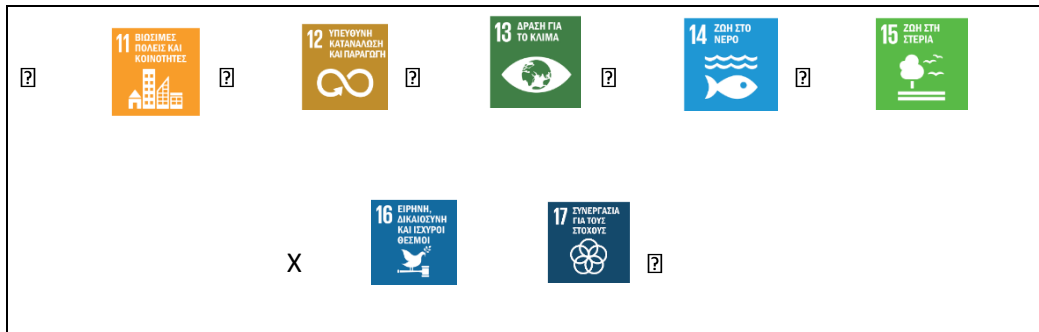 11 ΒΙΩΣΙΜΕΣ
ΠΟΛΕΙΣ ΚΑΙ
ΚΟΙΝΟΤΗΤΕΣ
12 ΥΠΕΥΘΥΝΗ
ΚΑΤΑΝΑΛΩΣΗ
ΚΑΙ ΠΑΡΑΓΩΓΗ
13 ΔΡΑΣΗ ΓΙΑ
ΤΟ ΚΛΙΜΑ
14 ΖΩΗ ΣΤΟ
ΝΕΡΟ
15 ΖΩΗ ΣΤΗ
ΣΤΕΡΙΑ
X
16 ΕΙΡΗΝΗ,
ΔΙΚΑΙΟΣΥΝΗ
ΚΑΙ ΙΣΧΥΡΟΙ
ΘΕΣΜΟΙ
17 ΣΥΝΕΡΓΑΣΙΑ
ΓΙΑ ΤΟΥΣ
ΣΤΟΧΟΥΣ